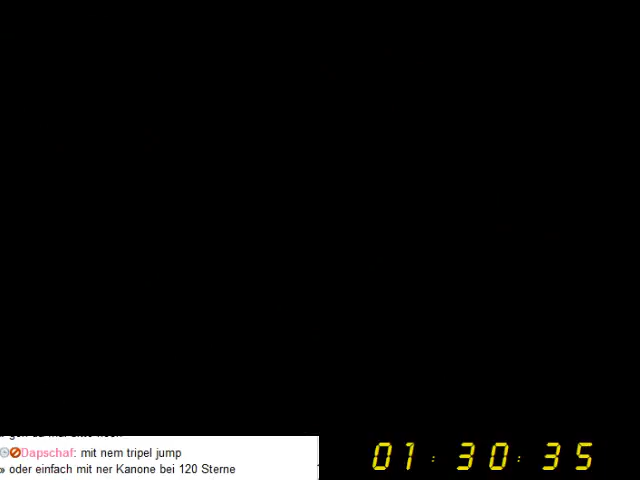 Dapschaf: mit nem tripel jump
» oder einfach mit ner Kanone bei 120 Sterne
01:30:35